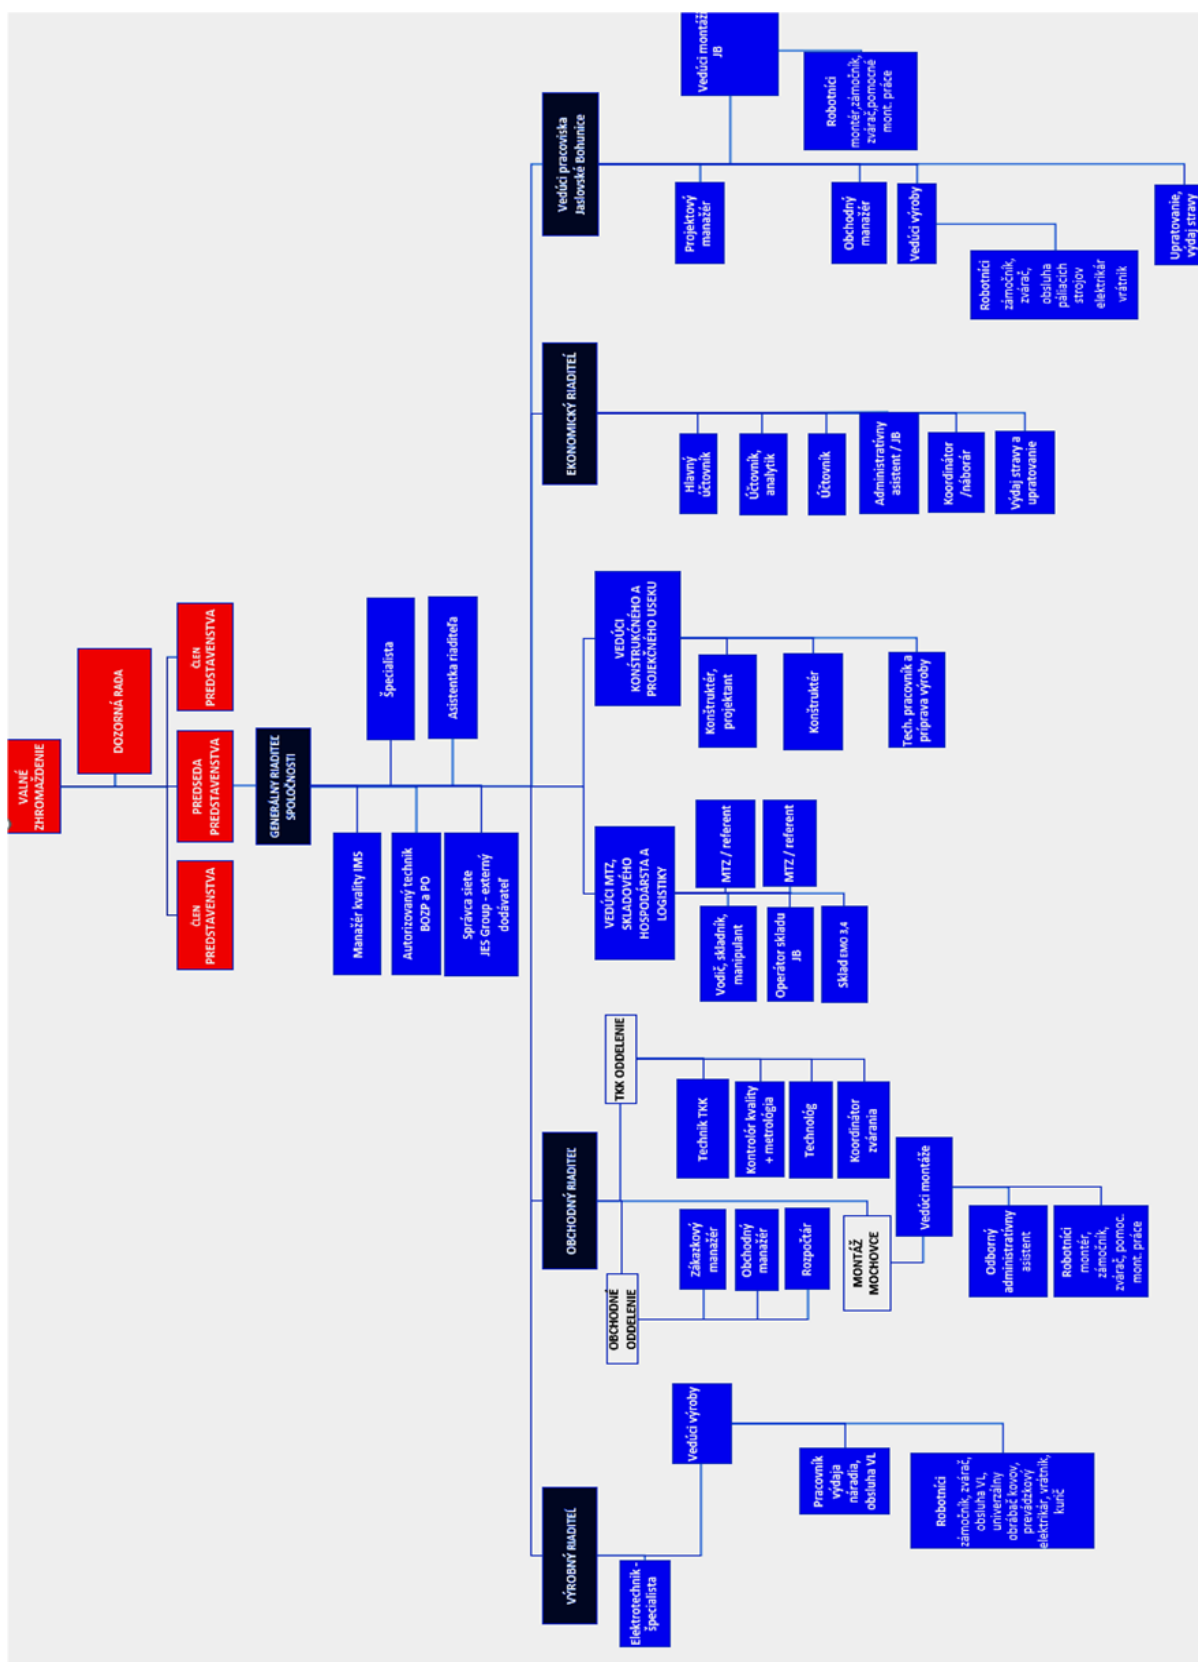 VALNÉ
ZHROMAŽDENIE
DOZORNÁ RADA
ČLEN
PREDSTAVENSTVA
PREDSEDA
PREDSTAVENSTVA
ČLEN
PREDSTAVENSTVA
GENERÁLNY RIADITEĽ
SPOLOČNOSTI
Manažér kvality IMS
Špecialista
Autorizovaný technik
BOZP a PO
Asistentka riaditeľa
Správca siete
JES Group - externý
dodávateľ
VÝROBNÝ RIADITEĽ
Elektrotechnik -
špecialista
Vedúci výroby
Pracovník
výdaja
náradia,
obsluha VL
Robotníci
zámočník, zvárač,
obsluha VL,
univerzálny
obrábač kovov,
prevádzkový
elektrikár, vrátnik,
kurič
OBCHODNÝ RIADITEĽ
OBCHODNÉ
ODDELENIE
Zákazkový
manažér
Obchodný
manažér
Rozpočtár
TKK ODDELENIE
Technik TKK
Kontrolór kvality
+ metrológia
Technológ
Koordinátor
zvárania
MONTÁŽ
MOCHOVCE
Vedúci montáže
Odborný
administratívny
asistent
Robotníci
montér,
zámočník,
zvárač, pomoc.
mont. práce
VEDÚCI MTZ,
SKLADOVÉHO
HOSPODÁRSTA A
LOGISTIKY
Vodič, skladník,
manipulant
MTZ / referent
Operátor skladu
JB
MTZ / referent
Sklad EMO 3,4
VEDÚCI
KONŠTRUKČNÉHO A
PROJEKČNÉHO USEKU
Konštruktér,
projektant
Konštruktér
Tech. pracovník a
príprava výroby
EKONOMICKÝ RIADITEĽ
Hlavný
účtovník
Účtovník,
analytik
Účtovník
Administratívny
asistent / JB
Koordinátor
/náborár
Výdaj stravy a
upratovanie
Vedúci pracoviska
Jaslovské Bohunice
Projektový
manažér
Obchodný
manažér
Vedúci výroby
Robotníci
zámočník,
zvárač,
obsluha
páliacich
strojov
elektrikár
vrátnik
Vedúci montáž
JB
Robotníci
montér,zámočník,
zvárač,pomocné
mont. práce
Upratovanie,
výdaj stravy